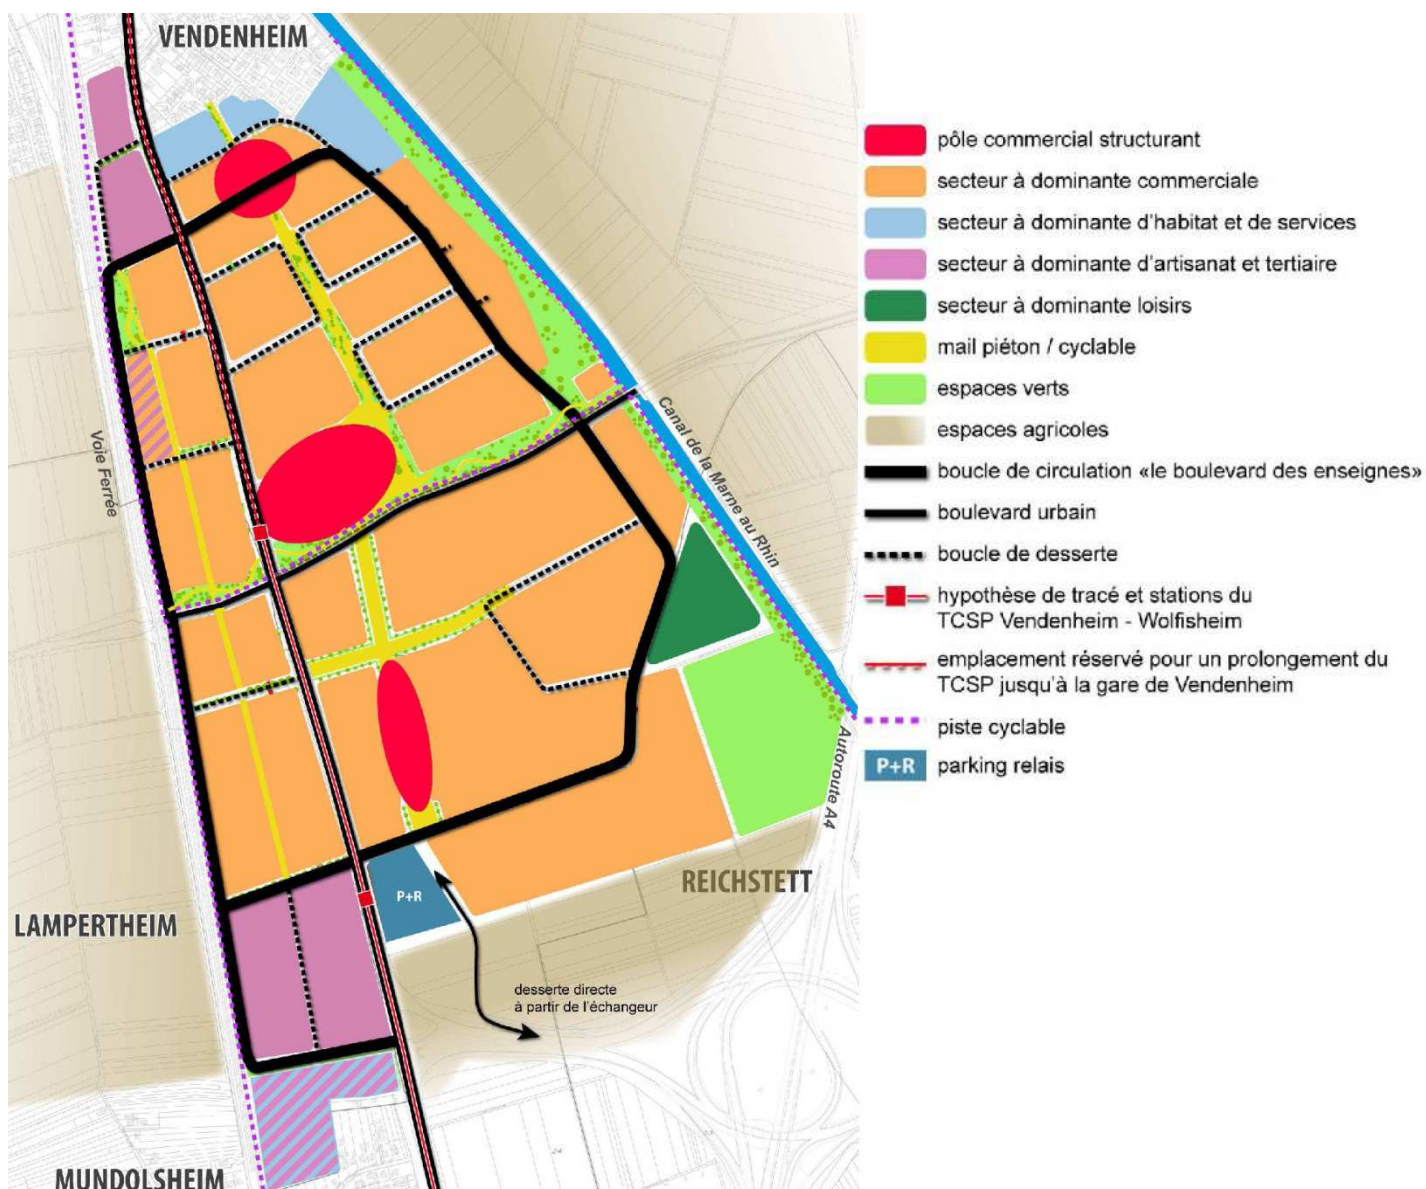 VENDENHEIM
pôle commercial structurant
secteur à dominante commerciale
secteur à dominante d'habitat et de services
secteur à dominante d'artisanat et tertiaire
secteur à dominante loisirs
mail piéton / cyclable
espaces verts
espaces agricoles
boucle de circulation «le boulevard des enseignes»
boulevard urbain
boucle de desserte
hypothèse de tracé et stations du
TCSP Vendenheim - Wolfisheim
emplacement réservé pour un prolongement du
TCSP jusqu'à la gare de Vendenheim
piste cyclable
P+R parking relais
Voie Ferrée
Canal de la Marne au Rhin
Autoroute A4
REICHSTETT
P+R
LAMPERTHEIM
desserte directe
à partir de l'échangeur
MUNDOLSHEIM